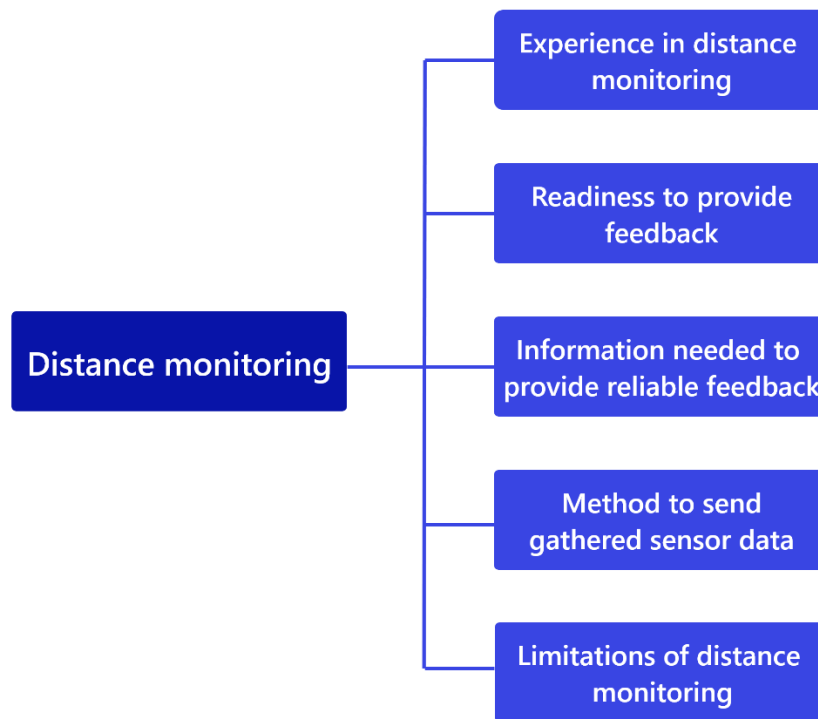 Experience in distance
monitoring
Readiness to provide
feedback
Distance monitoring
Information needed to
provide reliable feedback
Method to send
gathered sensor data
Limitations of distance
monitoring